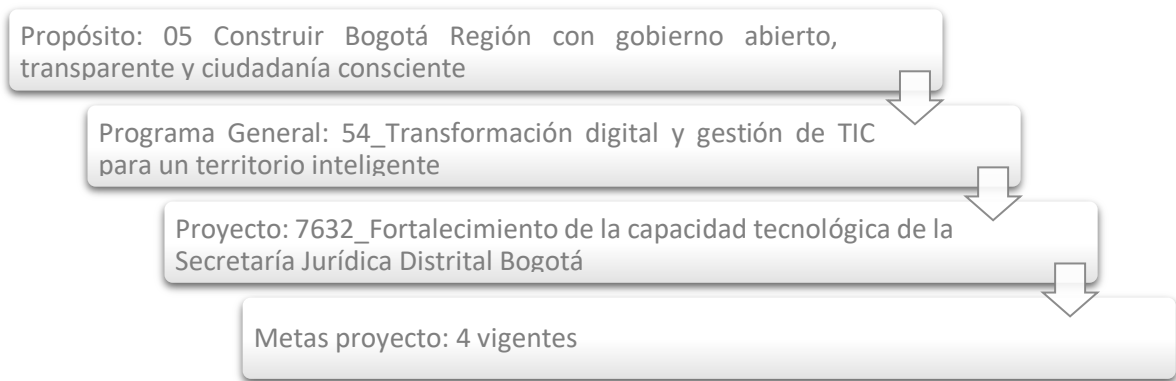 Propósito: 05 Construir Bogotá Región con gobierno abierto,
transparente y ciudadanía consciente
Programa General: 54_Transformación digital y gestión de TIC
para un territorio inteligente
Proyecto: 7632_Fortalecimiento de la capacidad tecnológica de la
Secretaría Jurídica Distrital Bogotá
Metas proyecto: 4 vigentes